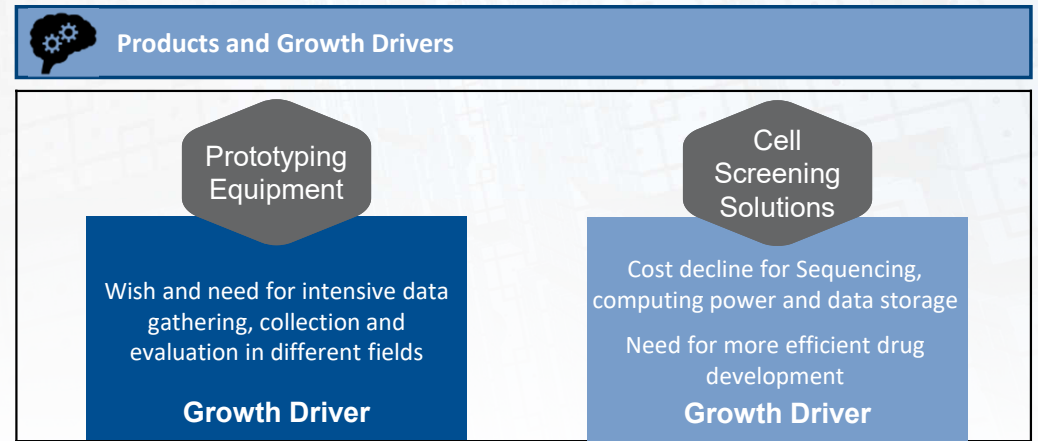 Products and Growth Drivers
Prototyping
Equipment
Wish and need for intensive data
gathering, collection and
evaluation in different fields
Growth Driver
Cell
Screening
Solutions
Cost decline for Sequencing,
computing power and data storage
Need for more efficient drug
development
Growth Driver